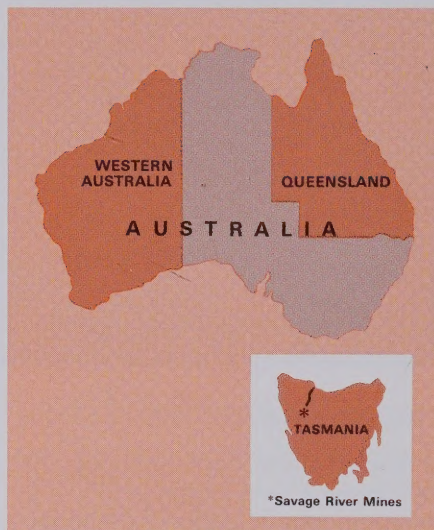 WESTERN
AUSTRALIA
QUEENSLAND
AUSTRALIA
*
TASMANIA
*Savage River Mines